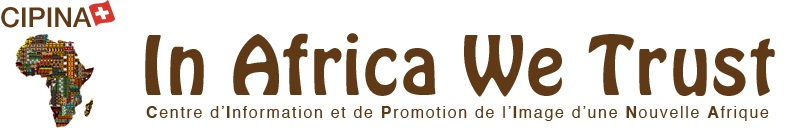 CIPINA
In Africa We Trust
Centre d'Information et de Promotion de l'Image d'une Nouvelle Afrique